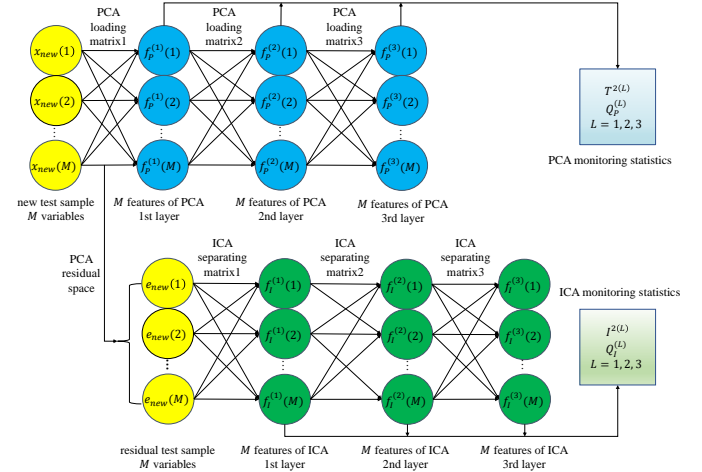 PCA loading matrix1
PCA loading matrix2
PCA loading matrix3
x_new(1)
f_P^(1)(1)
f_P^(2)(1)
f_P^(3)(1)
x_new(2)
f_P^(1)(2)
f_P^(2)(2)
f_P^(3)(2)
x_new(M)
f_P^(1)(M)
f_P^(2)(M)
f_P^(3)(M)
T^2(L)
Q_P^(L)
L = 1,2,3
PCA monitoring statistics
new test sample
M variables
M features of PCA
1st layer
M features of PCA
2nd layer
M features of PCA
3rd layer
PCA
residual
space
ICA
separating
matrix1
ICA
separating
matrix2
ICA
separating
matrix3
e_new(1)
f_I^(1)(1)
f_I^(2)(1)
f_I^(3)(1)
e_new(2)
f_I^(1)(2)
f_I^(2)(2)
f_I^(3)(2)
e_new(M)
f_I^(1)(M)
f_I^(2)(M)
f_I^(3)(M)
ICA monitoring statistics
I^2(L)
Q_I^(L)
L = 1,2,3
residual test sample
M variables
M features of ICA
1st layer
M features of ICA
2nd layer
M features of ICA
3rd layer